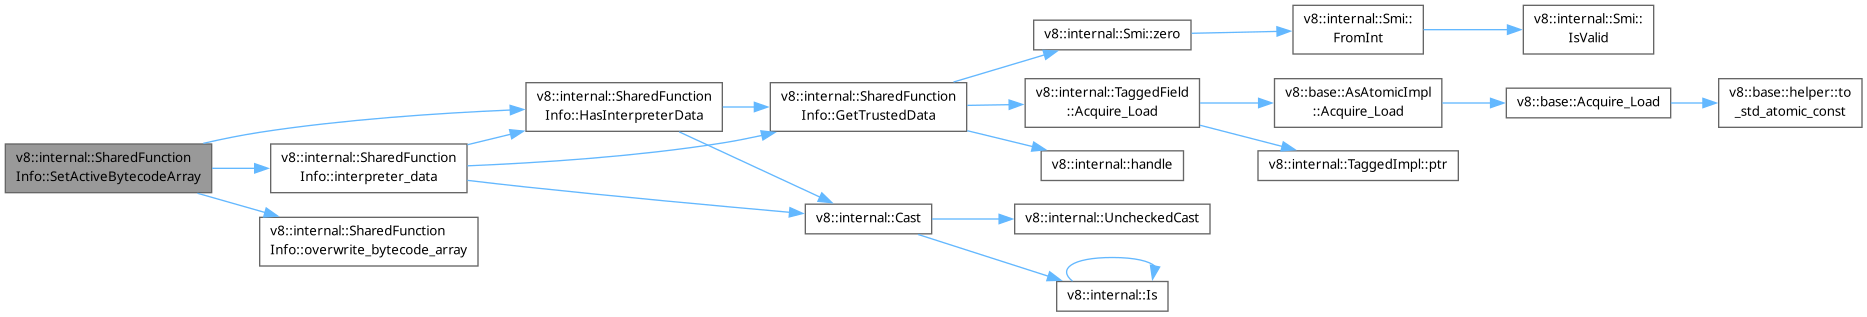 v8::internal::SharedFunction
Info::SetActiveBytecodeArray
v8::internal::SharedFunction
Info::interpreter_data
v8::internal::SharedFunction
Info::overwrite_bytecode_array
v8::internal::SharedFunction
Info::HasInterpreterData
v8::internal::SharedFunction
Info::GetTrustedData
v8::internal::Cast
v8::internal::Smi::zero
v8::internal::TaggedField
::Acquire_Load
v8::internal::handle
v8::internal::UncheckedCast
v8::internal::Is
v8::internal::Smi::
FromInt
v8::base::AsAtomicImpl
::Acquire_Load
v8::internal::TaggedImpl::ptr
v8::internal::Smi::
IsValid
v8::base::Acquire_Load
v8::base::helper::to
_std_atomic_const